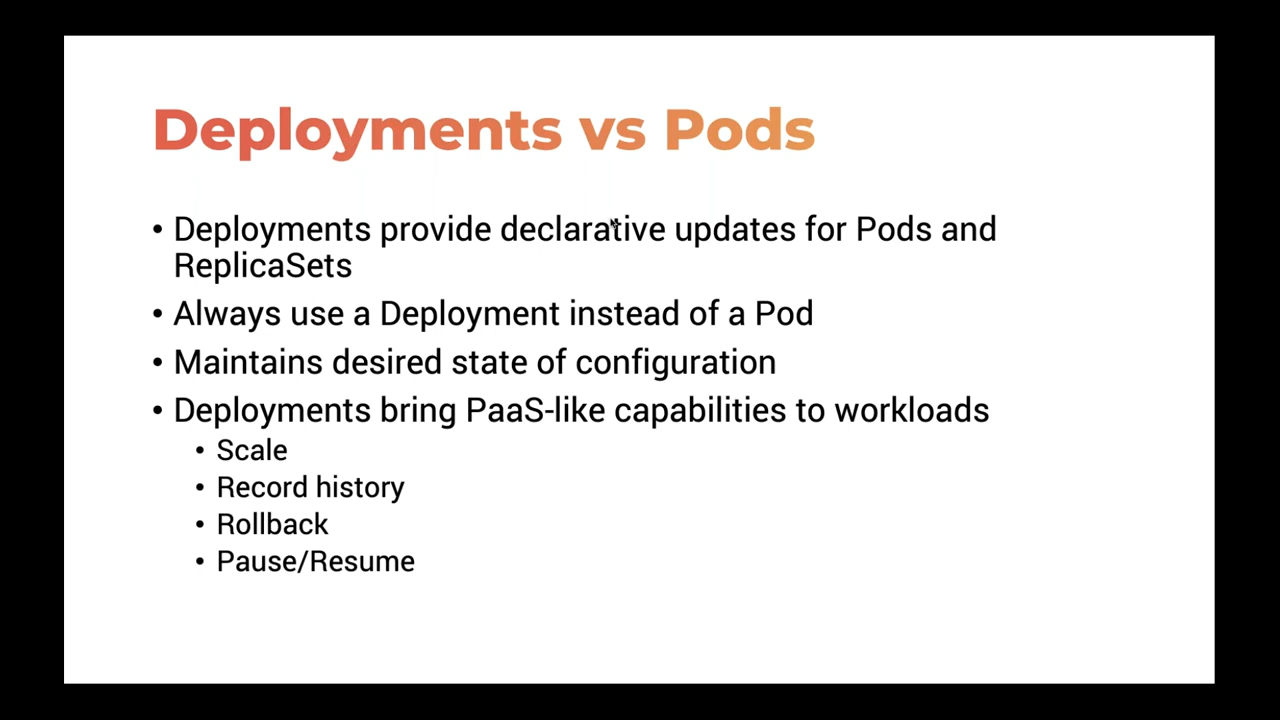 Deployments vs Pods
• Deployments provide declarative updates for Pods and
ReplicaSets
• Always use a Deployment instead of a Pod
• Maintains desired state of configuration
• Deployments bring PaaS-like capabilities to workloads
• Scale
• Record history
• Rollback
• Pause/Resume